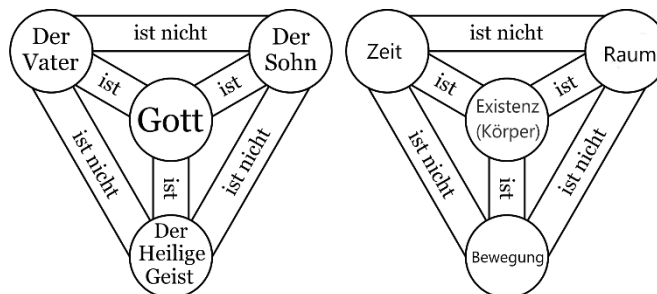 Der
Vater
ist nicht
Der
Sohn
ist
ist
Gott
ist nicht
ist nicht
ist
Der
Heilige
Geist
Zeit
ist nicht
Raum
ist
ist
Existenz
(Körper)
ist nicht
ist nicht
ist
Bewegung